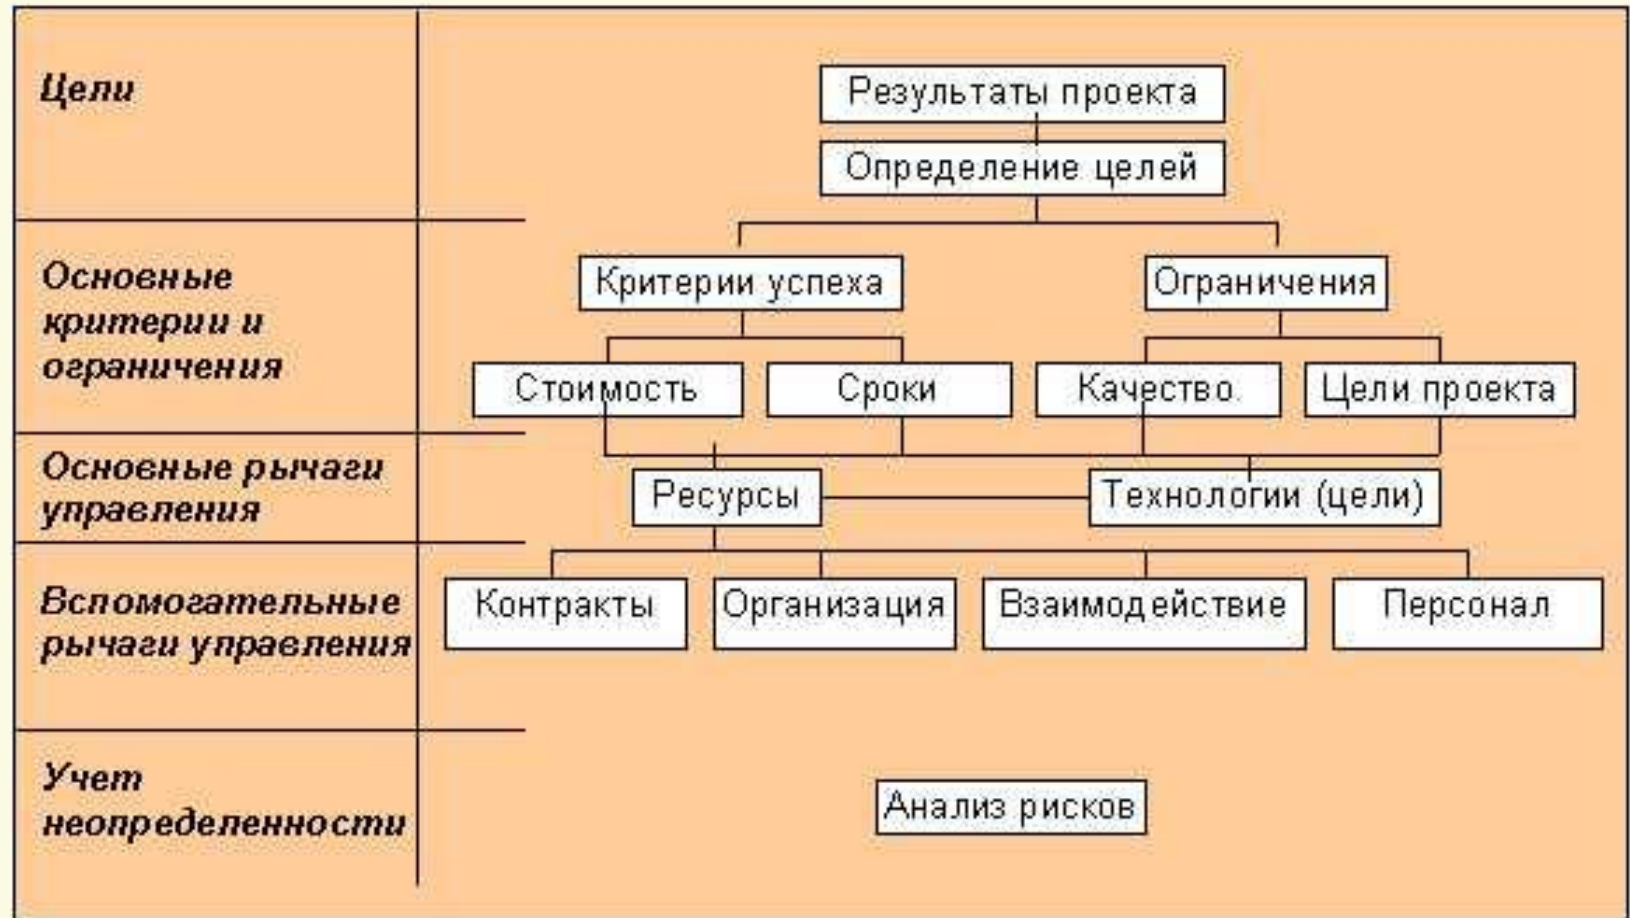 Цели
Результаты проекта
Определение целей
Основные
критерии и
ограничения
Критерии успеха
Ограничения
Стоимость
Сроки
Качество.
Цели проекта
Основные рычаги
управления
Ресурсы
Технологии (цели)
Вспомогательные
рычаги управления
Контракты
Организация
Взаимодействие
Персонал
Учет
неопределенности
Анализ рисков